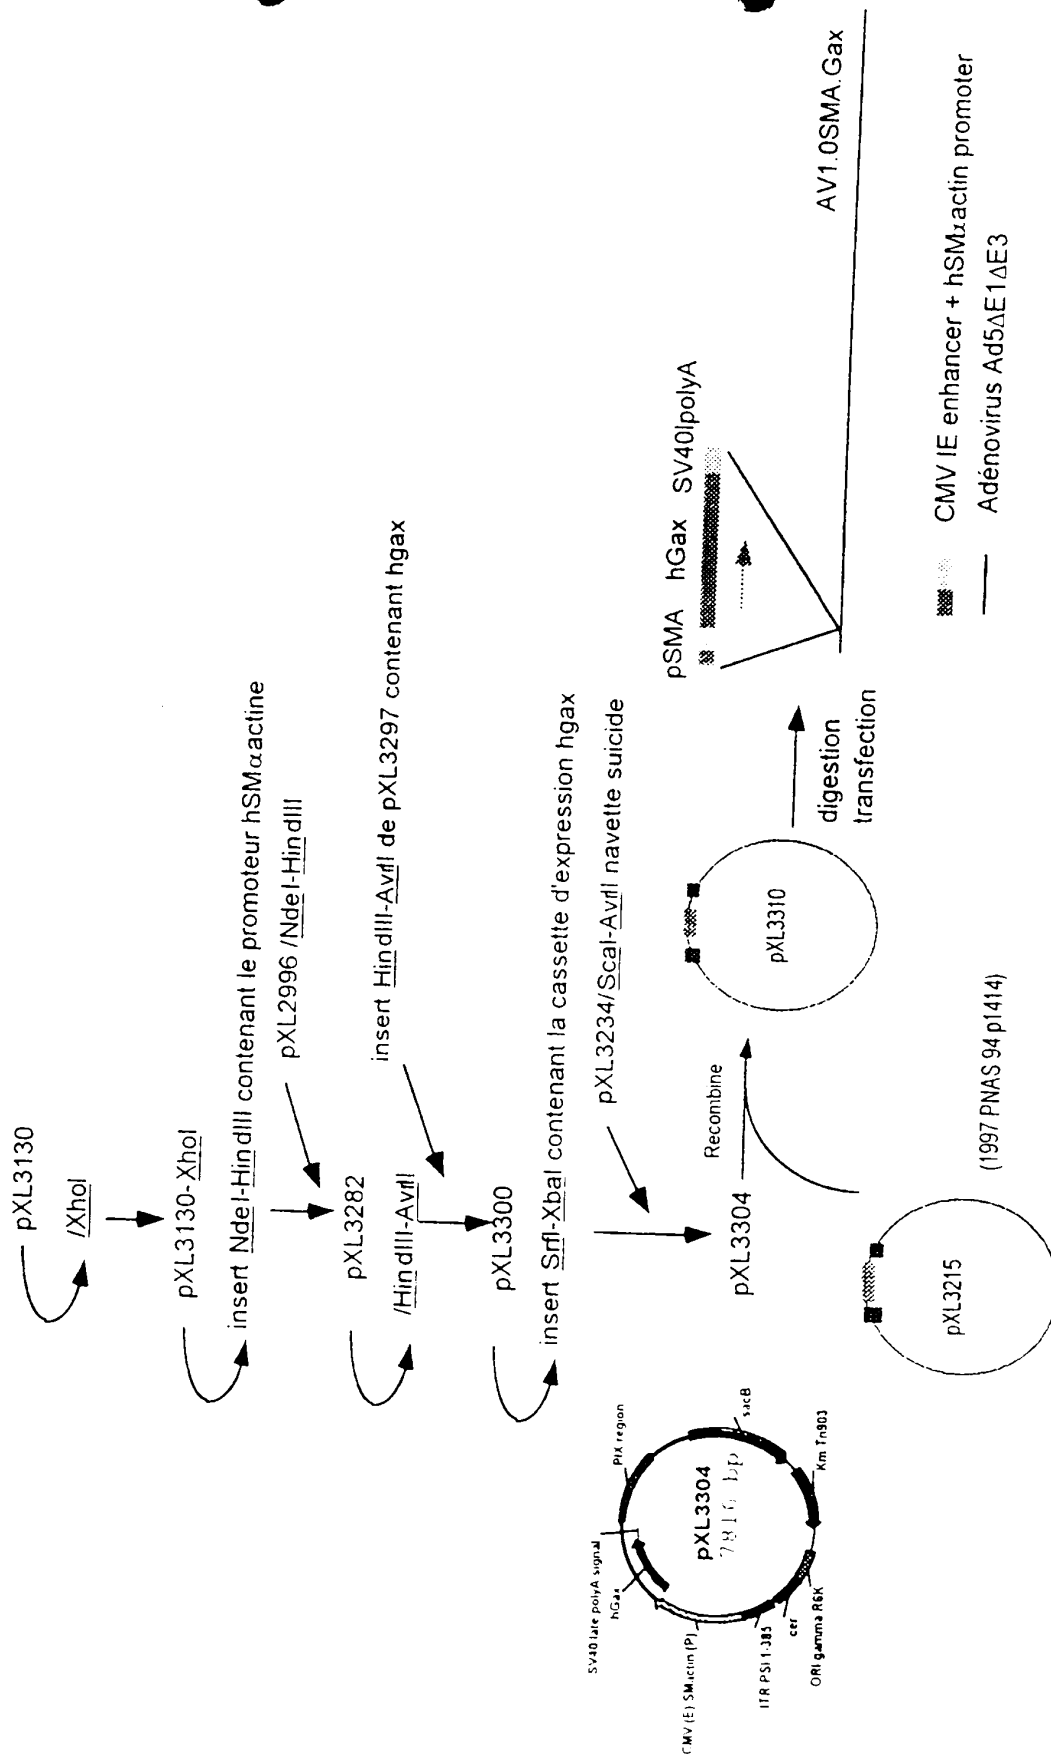 pXL3130
/XhoI
pXL3130-XhoI
insert NdeI-HindIII contenant le promoteur hSMαactine
pXL2996 /NdeI-HindIII
pXL3282
/HindIII-AvrII
insert HindIII-AvrII de pXL3297 contenant hgax
pXL3300
insert SrfI-XbaI contenant la cassette d'expression hgax
pXL3234/ScaI-AvrII navette suicide
pXL3304
Recombine
pXL3215
(1997 PNAS 94 p1414)
pXL3310
digestion
transfection
pSMA hGax SV40lpolyA
AV1.0SMA.Gax
CMV IE enhancer + hSMαactin promoter
Adénovirus Ad5ΔE1ΔE3
SV40 late polyA signal
hGax
PIX region
sacB
Km Tn903
ORI gamma R6K
cer
ITR PSI 1-385
CMV (E) SMactin (P)
pXL3304
7816 bp